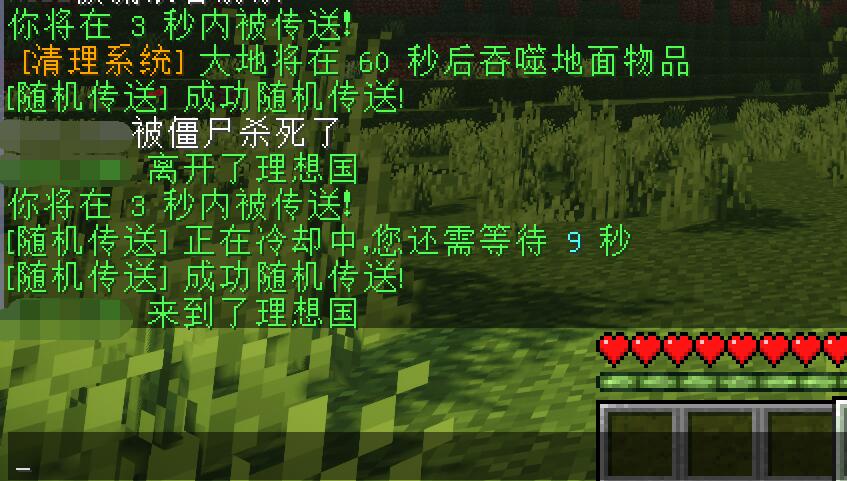 你将在 3 秒内被传送!
[清理系统] 大地将在 60 秒后吞噬地面物品
[随机传送] 成功随机传送!
被僵尸杀死了
离开了理想国
你将在 3 秒内被传送!
[随机传送] 正在冷却中,您还需等待 9 秒
[随机传送] 成功随机传送!
来到了理想国
_